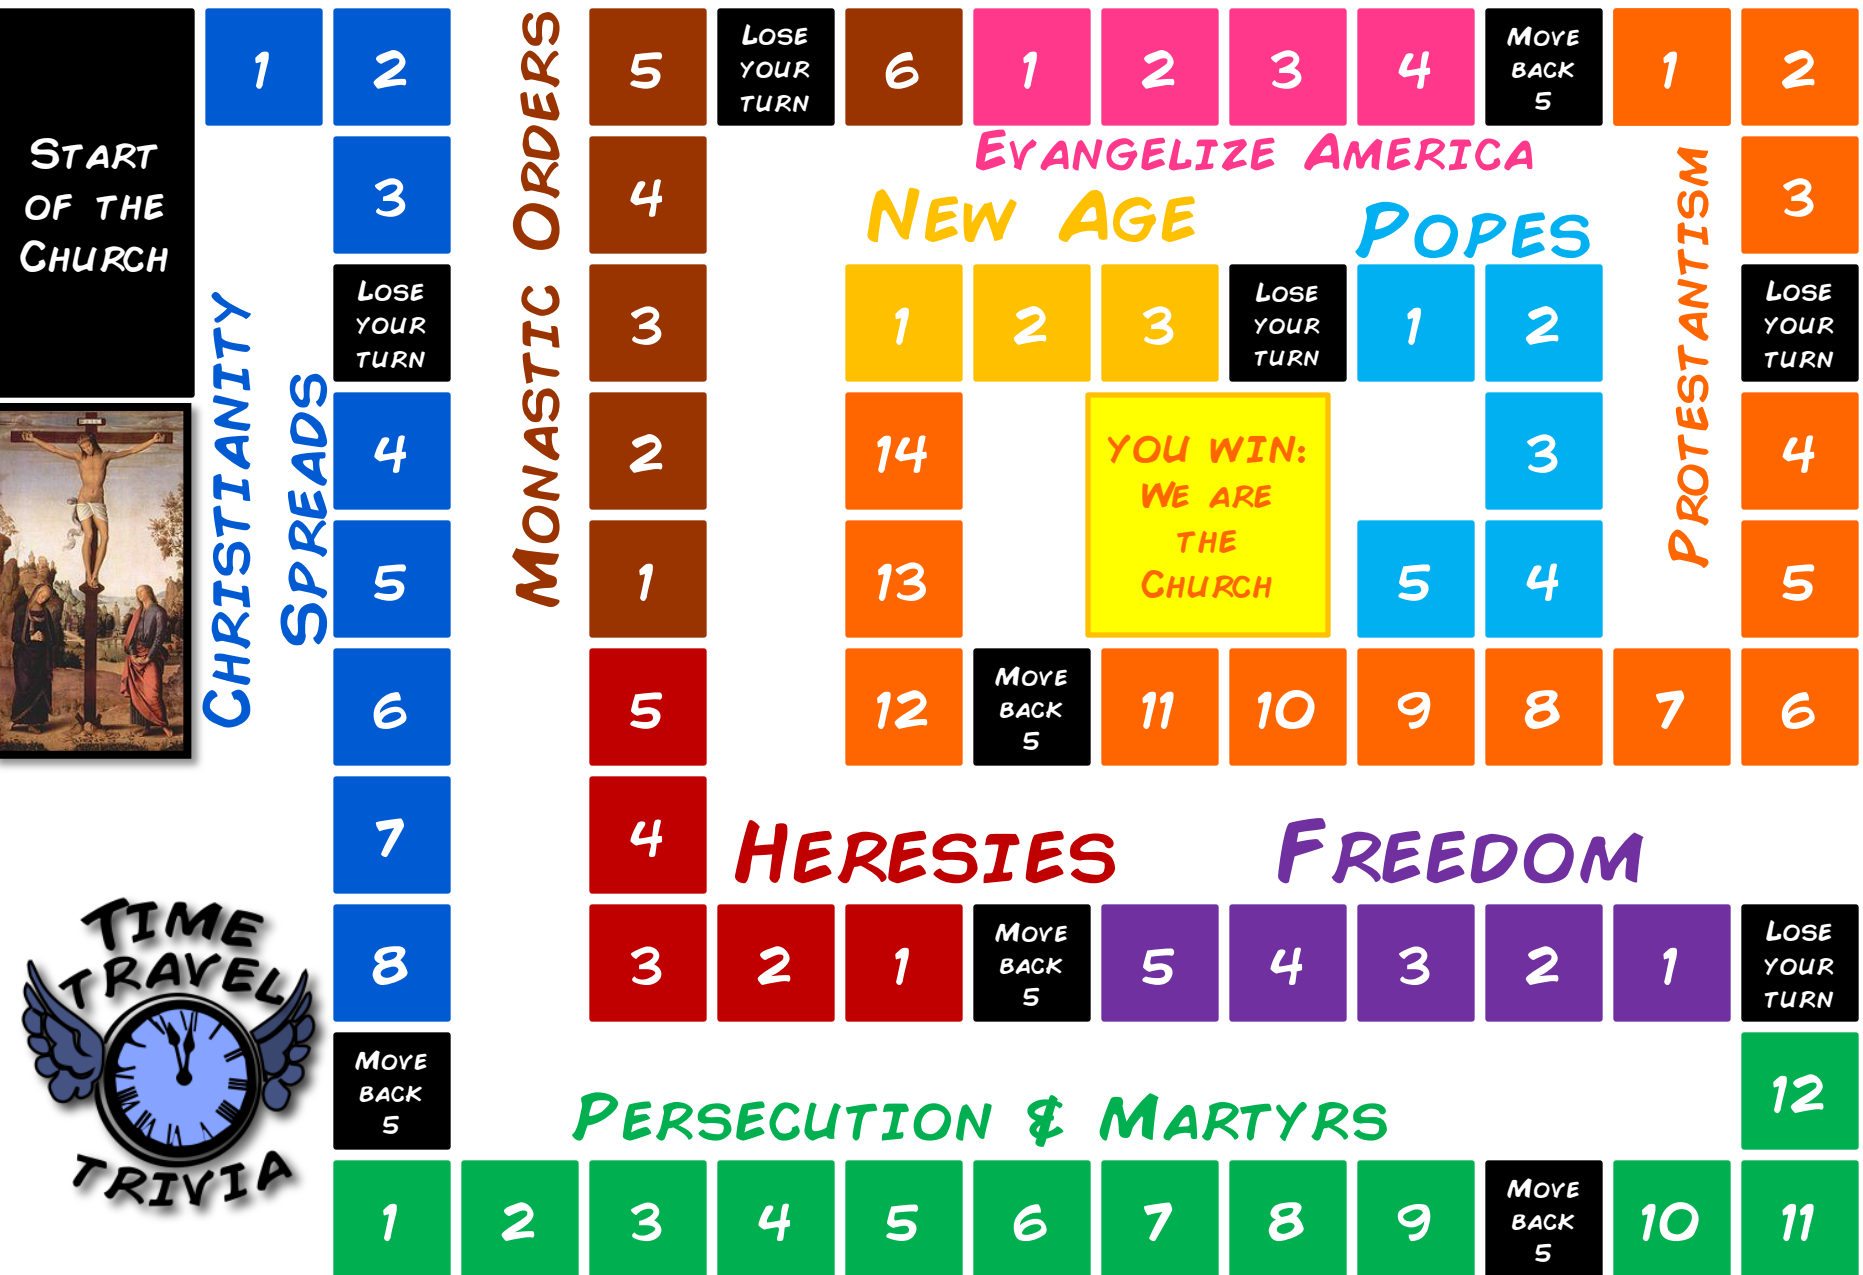 START
OF THE
CHURCH
1
2
3
LOSE
YOUR
TURN
4
5
6
7
8
MOVE
BACK
5
CHRISTIANITY
SPREADS
TIME
TRAVEL
TRIVIA
PERSECUTION & MARTYRS
1
2
3
4
5
6
7
8
9
MOVE
BACK
5
10
11
12
LOSE
YOUR
TURN
FREEDOM
1
2
3
4
5
MOVE
BACK
5
HERESIES
1
2
3
4
5
MONASTIC ORDERS
1
2
3
4
5
LOSE
YOUR
TURN
6
EVANGELIZE AMERICA
1
2
3
4
MOVE
BACK
5
PROTESTANTISM
1
2
3
LOSE
YOUR
TURN
4
5
6
7
8
9
10
11
MOVE
BACK
5
12
13
14
NEW AGE
1
2
3
LOSE
YOUR
TURN
POPES
1
2
3
4
5
YOU WIN:
WE ARE
THE
CHURCH